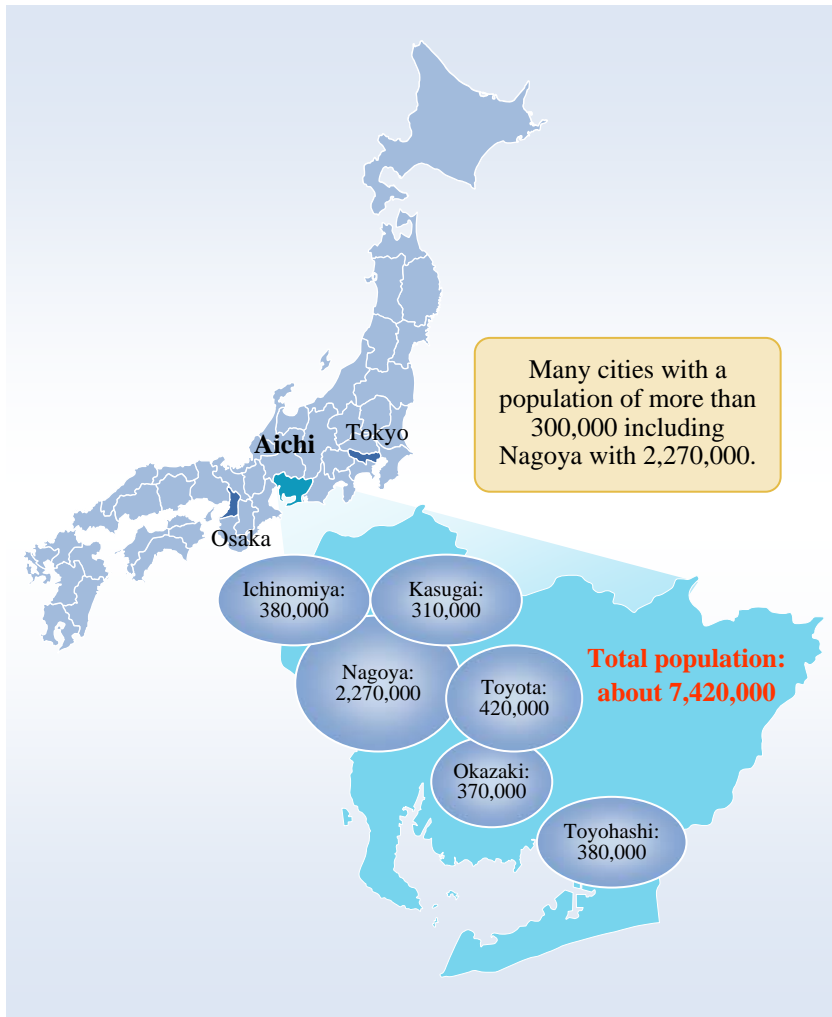 Many cities with a
population of more than
300,000 including
Nagoya with 2,270,000.
Tokyo
Aichi
Osaka
Ichinomiya:
380,000
Kasugai:
310,000
Nagoya:
2,270,000
Toyota:
420,000
Total population:
about 7,420,000
Okazaki:
370,000
Toyohashi:
380,000